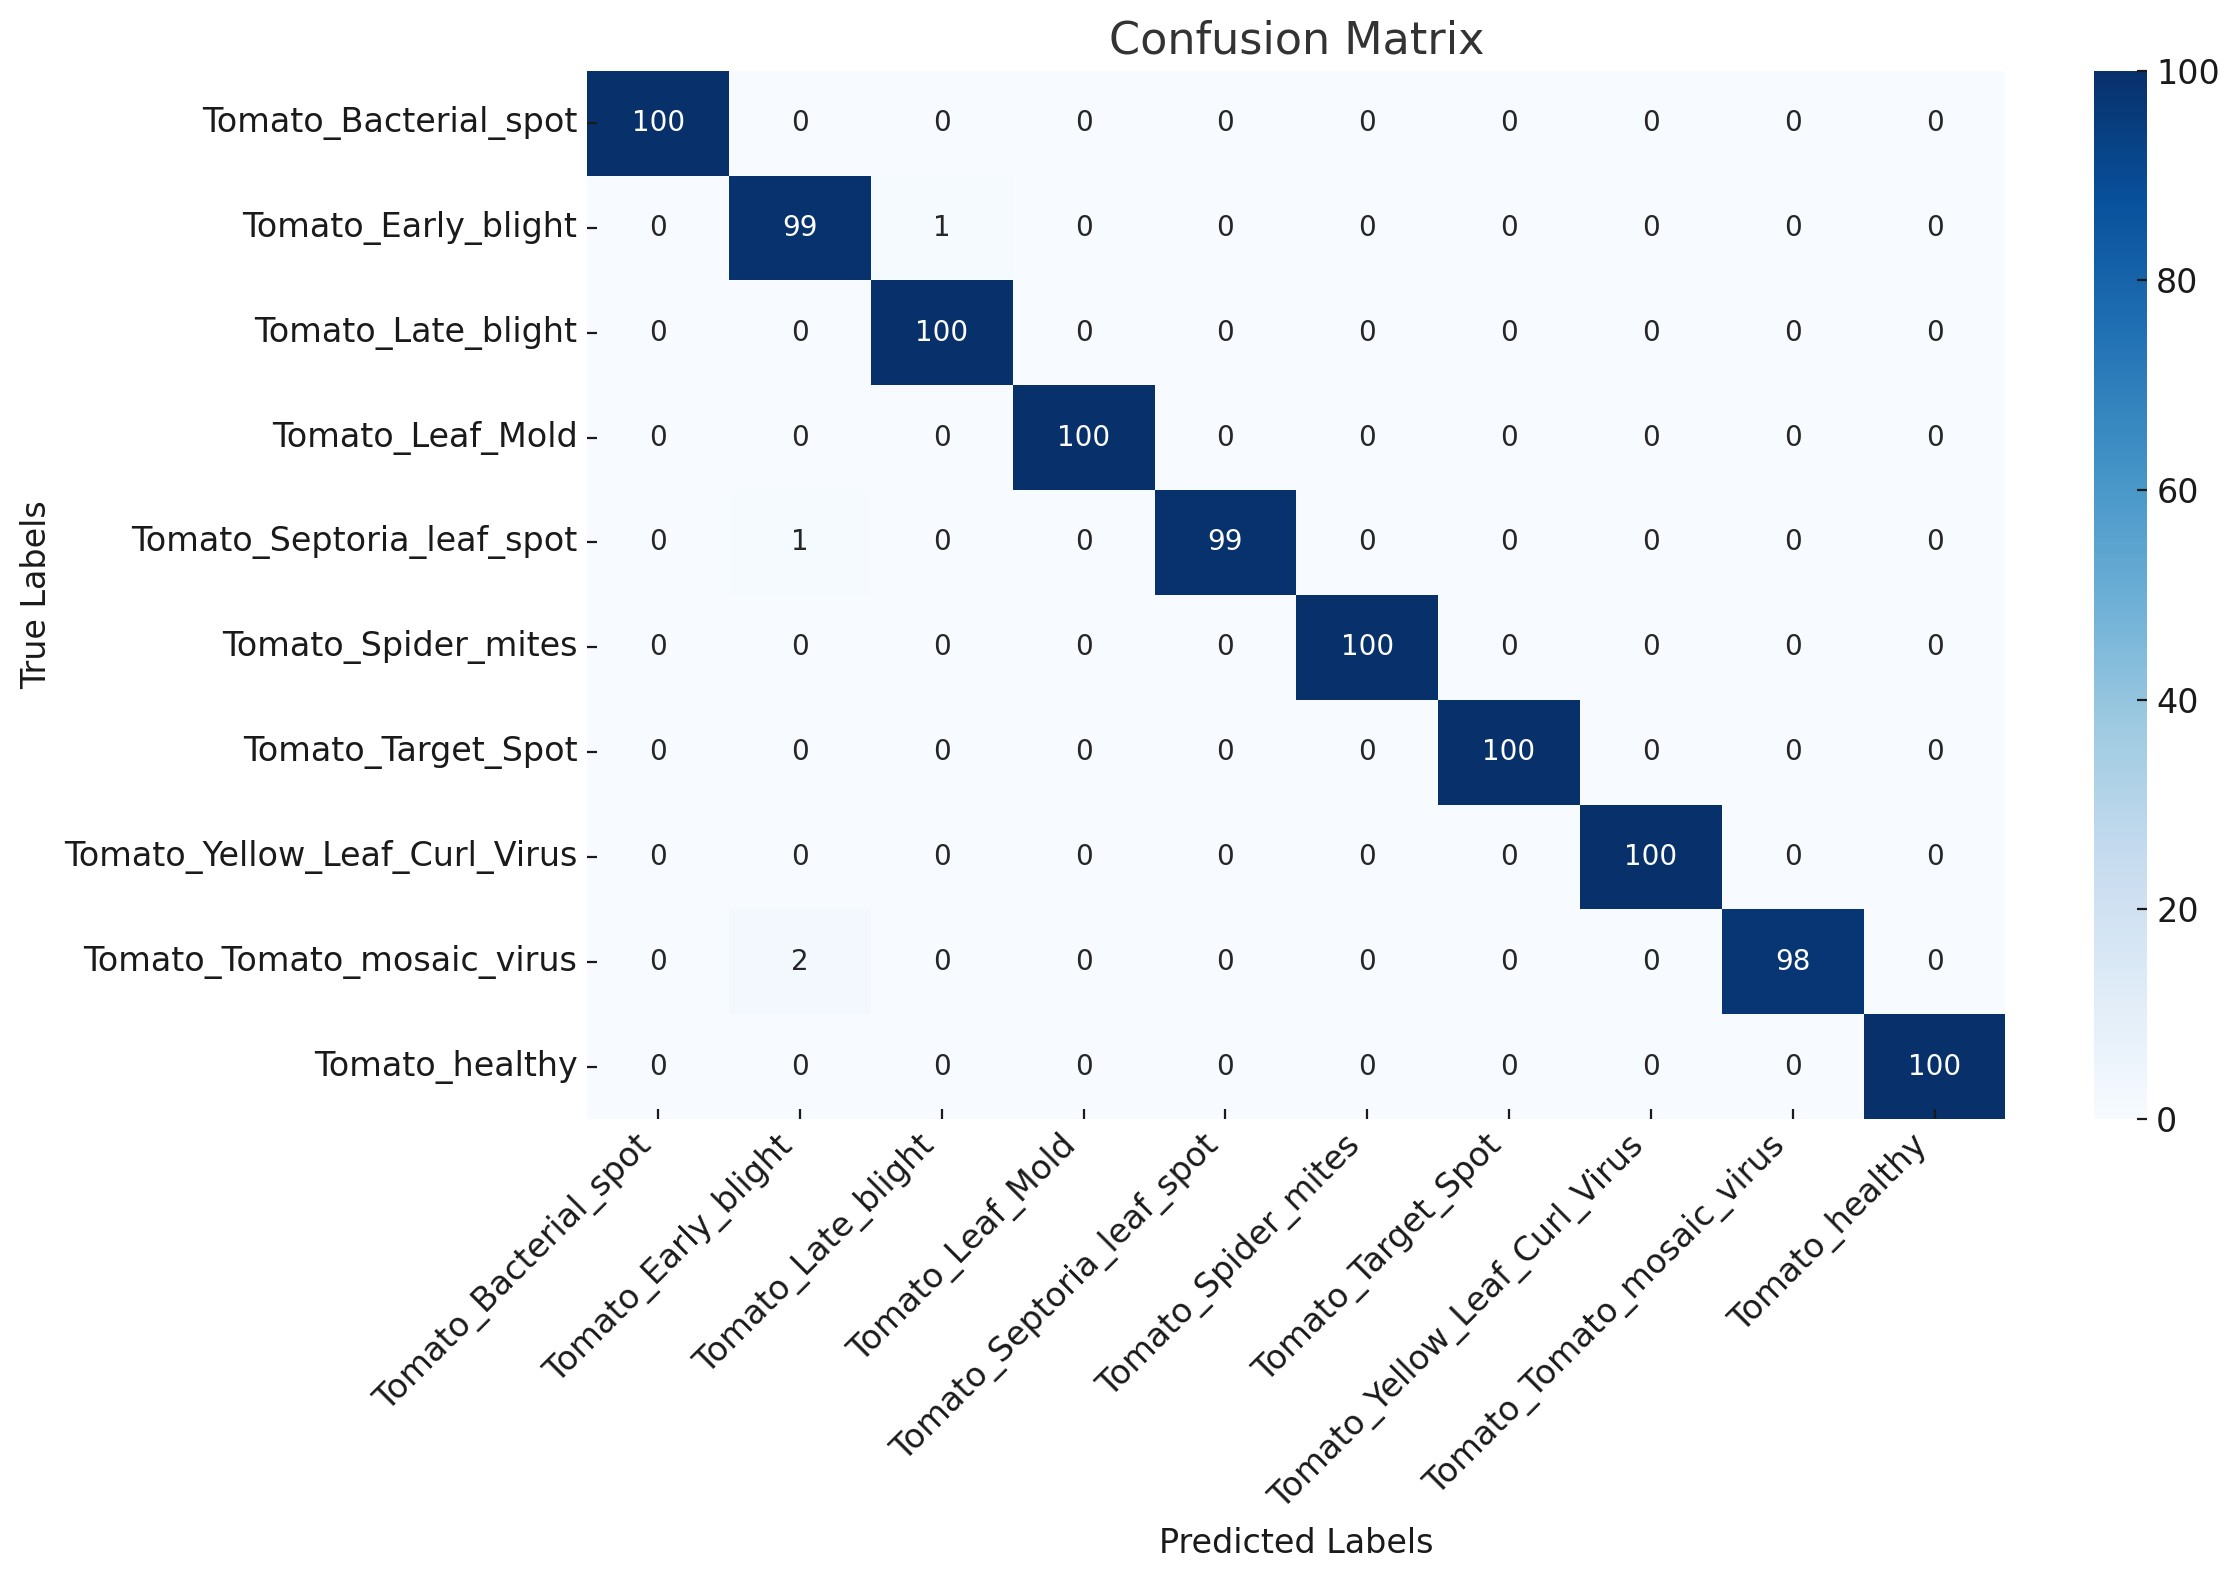 Confusion Matrix
True Labels
Tomato_Bacterial_spot 100 0 0 0 0 0 0 0 0 0
Tomato_Early_blight 0 99 1 0 0 0 0 0 0 0
Tomato_Late_blight 0 0 100 0 0 0 0 0 0 0
Tomato_Leaf_Mold 0 0 0 100 0 0 0 0 0 0
Tomato_Septoria_leaf_spot 0 1 0 0 99 0 0 0 0 0
Tomato_Spider_mites 0 0 0 0 0 100 0 0 0 0
Tomato_Target_Spot 0 0 0 0 0 0 100 0 0 0
Tomato_Yellow_Leaf_Curl_Virus 0 0 0 0 0 0 0 100 0 0
Tomato_Tomato_mosaic_virus 0 2 0 0 0 0 0 0 98 0
Tomato_healthy 0 0 0 0 0 0 0 0 0 100
Tomato_Bacterial_spot
Tomato_Early_blight
Tomato_Late_blight
Tomato_Leaf_Mold
Tomato_Septoria_leaf_spot
Tomato_Spider_mites
Tomato_Target_Spot
Tomato_Yellow_Leaf_Curl_Virus
Tomato_Tomato_mosaic_virus
Tomato_healthy
Predicted Labels
100
80
60
40
20
0